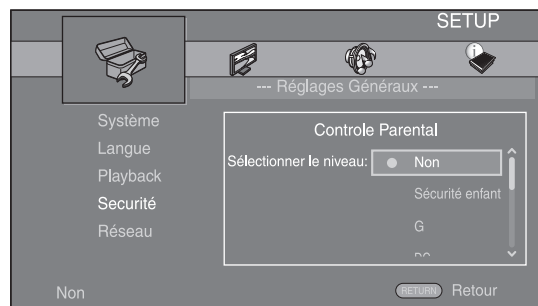 SETUP
--- Réglages Généraux ---
Système
Langue
Playback
Securité
Réseau
Controle Parental
Sélectionner le niveau:
Non
Sécurité enfant
G
Non
RETURN Retour